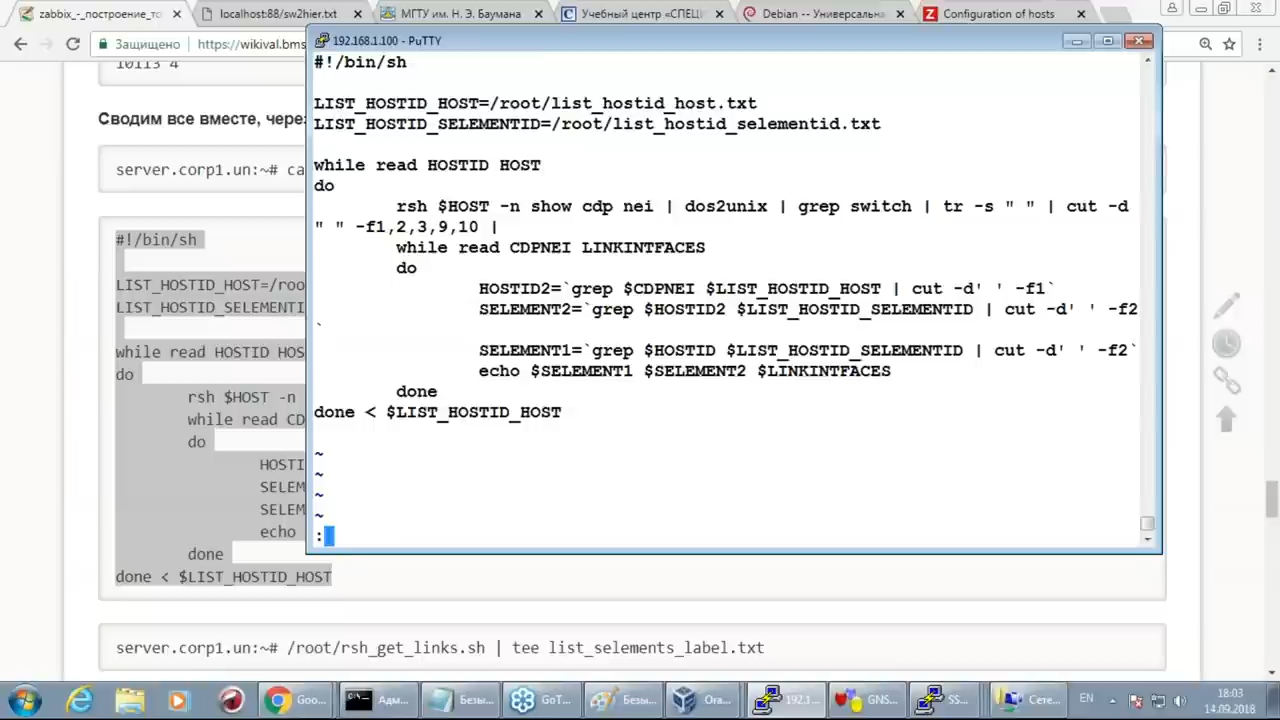 zabbix_-_построение_то
localhost:88/sw2hier.txt
МГТУ им. Н. Э. Баумана
Учебный центр «СПЕЦИ
Debian -- Универсальна
Configuration of hosts
Защищено
https://wikival.bms
192.168.1.100 - PuTTY
10113 4
Сводим все вместе, чере
server.corp1.un:~# ca
#!/bin/sh
LIST_HOSTID_HOST=/roo
LIST_HOSTID_SELEMENTI
while read HOSTID HOS
do
rsh $HOST -n
while read CD
do
HOSTI
SELEM
SELEM
echo
done
done < $LIST_HOSTID_HOST
server.corp1.un:~# /root/rsh_get_links.sh | tee list_selements_label.txt
#!/bin/sh
LIST_HOSTID_HOST=/root/list_hostid_host.txt
LIST_HOSTID_SELEMENTID=/root/list_hostid_selementid.txt
while read HOSTID HOST
do
rsh $HOST -n show cdp nei | dos2unix | grep switch | tr -s " " | cut -d
" " -f1,2,3,9,10 |
while read CDPNEI LINKINTFACES
do
HOSTID2=`grep $CDPNEI $LIST_HOSTID_HOST | cut -d' ' -f1`
SELEMENT2=`grep $HOSTID2 $LIST_HOSTID_SELEMENTID | cut -d' ' -f2
`
SELEMENT1=`grep $HOSTID $LIST_HOSTID_SELEMENTID | cut -d' ' -f2`
echo $SELEMENT1 $SELEMENT2 $LINKINTFACES
done
done < $LIST_HOSTID_HOST
~
~
~
~
:
Goo...
Адм...
Безы...
GoT...
Безы...
Ora...
192.1...
GNS...
SS...
Сете...
EN
18:03
14.09.2018